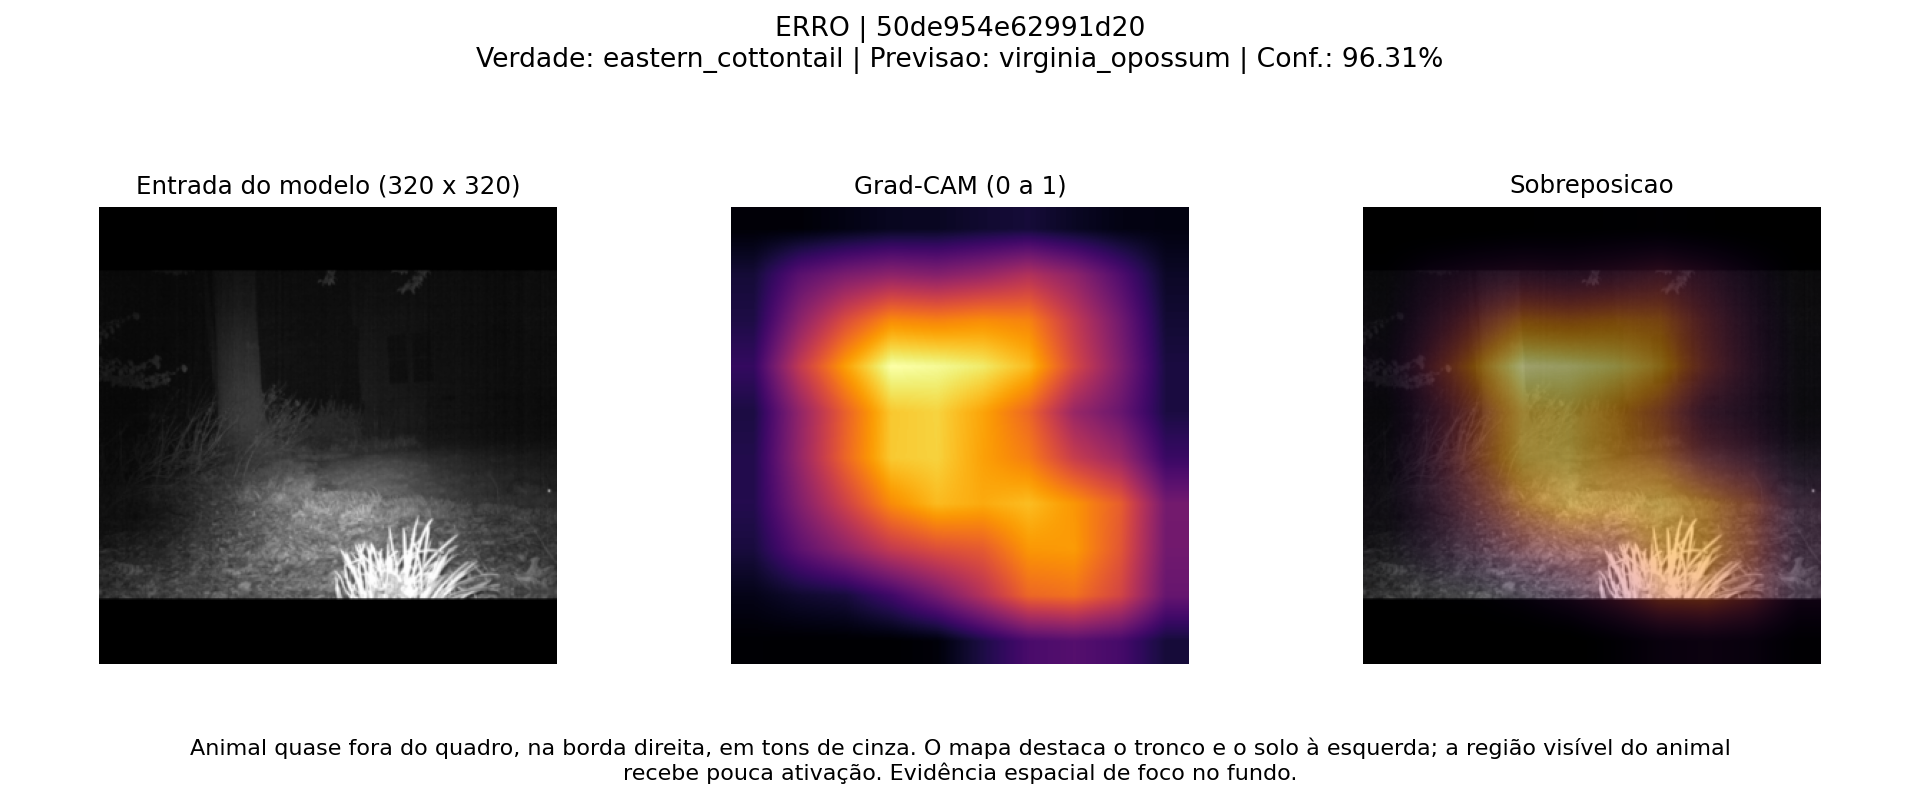 ERRO | 50de954e62991d20
Verdade: eastern_cottontail | Previsao: virginia_opossum | Conf.: 96.31%
Entrada do modelo (320 x 320)
Grad-CAM (0 a 1)
Sobreposicao
Animal quase fora do quadro, na borda direita, em tons de cinza. O mapa destaca o tronco e o solo à esquerda; a região visível do animal
recebe pouca ativação. Evidência espacial de foco no fundo.